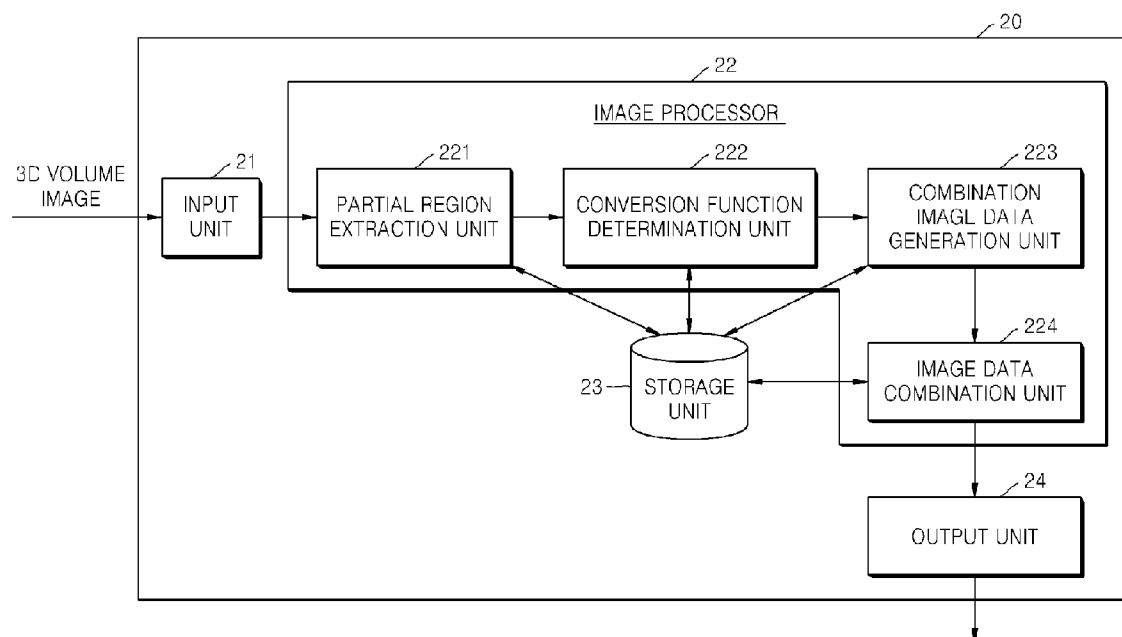 20
22
IMAGE PROCESSOR
3D VOLUME
IMAGE
21
INPUT
UNIT
221
PARTIAL REGION
EXTRACTION UNIT
222
CONVERSION FUNCTION
DETERMINATION UNIT
223
COMBINATION
IMAGL DATA
GENERATION UNIT
23
STORAGE
UNIT
224
IMAGE DATA
COMBINATION UNIT
24
OUTPUT UNIT